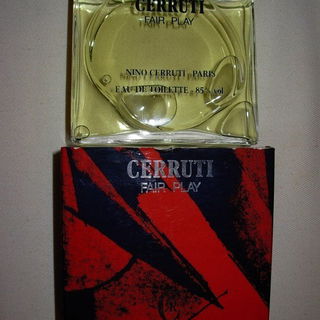 CERRUTI
FAIR PLAY
NINO CERRUTI - PARIS
EAU DE TOILETTE - 85% vol
CERRUTI
FAIR PLAY